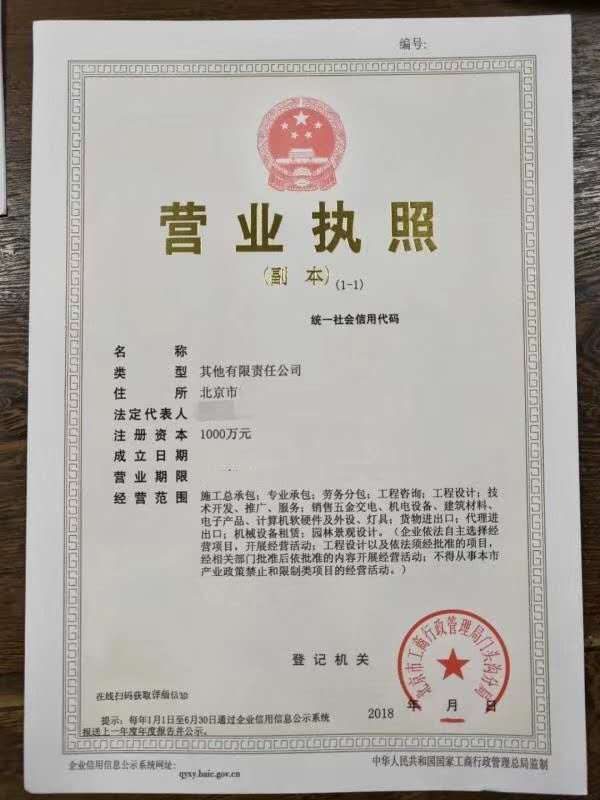 编号:
营业执照
(副 本)(1-1)
统一社会信用代码
名 称
类 型 其他有限责任公司
住 所 北京市
法定代表人
注册资本 1000万元
成立日期
营业期限
经营范围 施工总承包；专业承包；劳务分包；工程咨询；工程设计；技
术开发、推广、服务；销售五金交电、机电设备、建筑材料、
电子产品、计算机软硬件及外设、灯具；货物进出口；代理进
出口；机械设备租赁；园林景观设计。（企业依法自主选择经
营项目，开展经营活动；工程设计以及依法须经批准的项目，
经相关部门批准后依批准的内容开展经营活动；不得从事本市
产业政策禁止和限制类项目的经营活动。）
北京市工商行政管理局门头沟分局
登记机关
在线扫码获取详细信息
2018 年 月 日
提示：每年1月1日至6月30日通过企业信用信息公示系统
报送上一年度年度报告并公示。
企业信用信息公示系统网址：
qyxy.baic.gov.cn
中华人民共和国国家工商行政管理总局监制